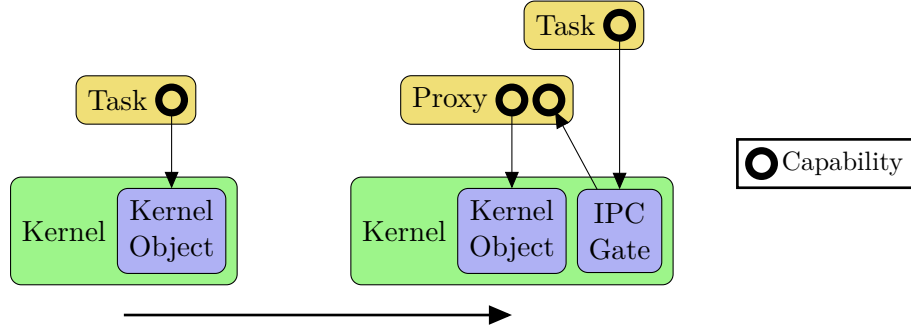 Task
Kernel
Kernel
Object
Task
Proxy
Kernel
Kernel
Object
IPC
Gate
Capability